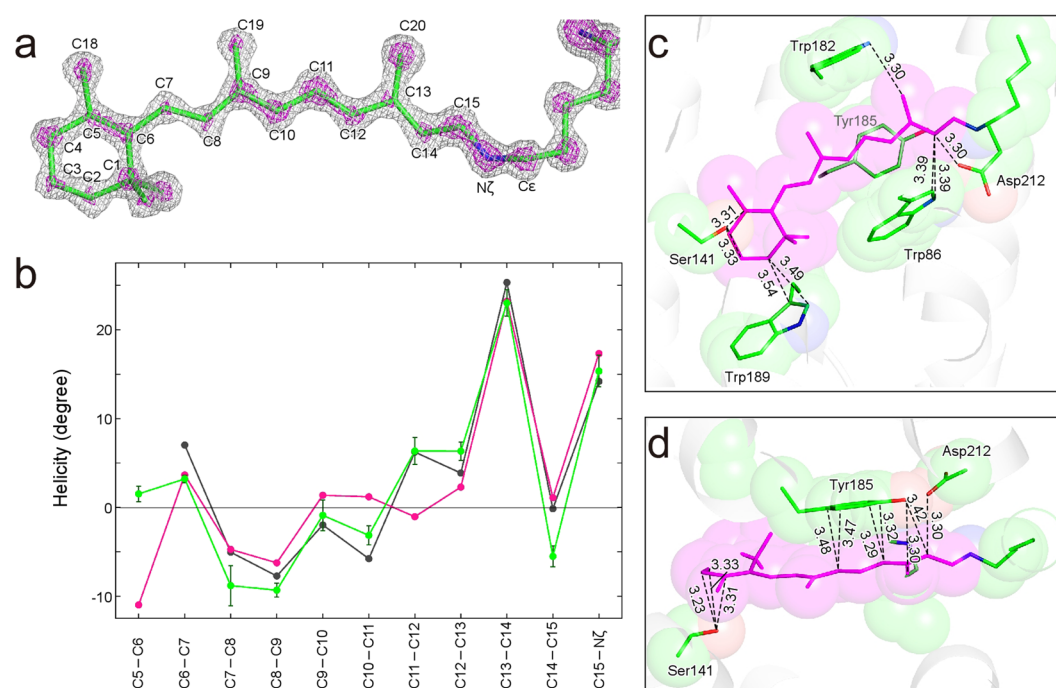 a
C19
C20
C18
C7
C9
C11
C13
C15
C5
C6
C8
C10
C12
C14
C4
C3
C2
C1
Nζ
Cε
b
Helicity (degree)
20
10
0
-10
C5−C6
C6−C7
C7−C8
C8−C9
C9−C10
C10−C11
C11−C12
C12−C13
C13−C14
C14−C15
C15−Nζ
c
Trp182
3.30
Tyr185
3.30
Asp212
3.39
3.39
Trp86
3.31
Ser141
3.33
3.49
3.54
Trp189
d
Asp212
Tyr185
3.42
3.48
3.47
3.29
3.32
3.30
3.30
3.33
3.23
3.31
Ser141